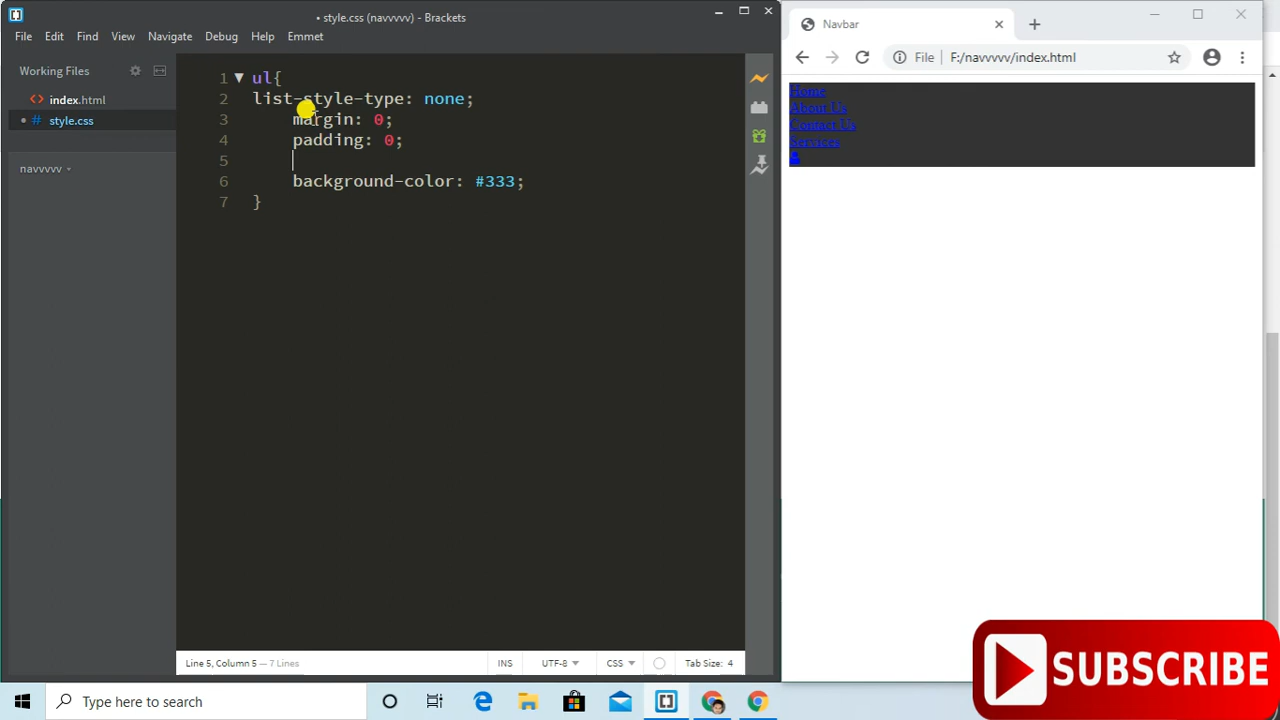 • style.css (navvvvv) - Brackets
File Edit Find View Navigate Debug Help Emmet
Working Files
<> index.html
# style.css
navvvvv
1 ul{
2 list-style-type: none;
3 margin: 0;
4 padding: 0;
5
6 background-color: #333;
7 }
Line 5, Column 5 — 7 Lines
INS
UTF-8
CSS
Tab Size: 4
Navbar
File F:/navvvvv/index.html
Home
About Us
Contact Us
Services
SUBSCRIBE
Type here to search